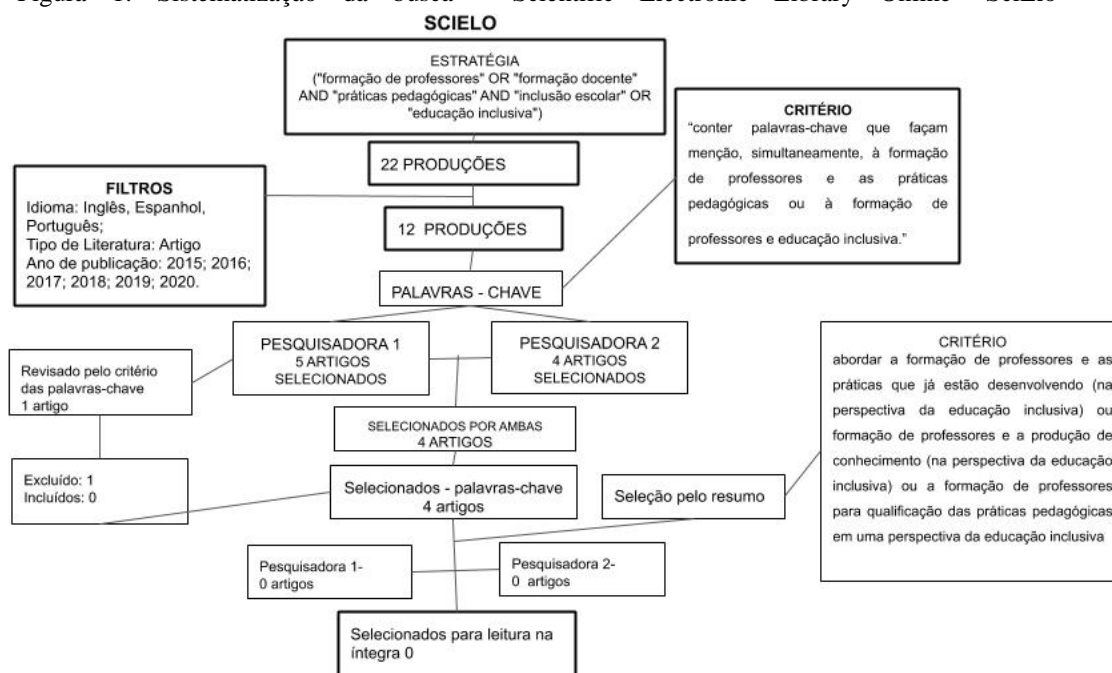 Figura 1: Sistematização da busca - Scientific Electronic Library Online - SciElo
SCIELO
ESTRATÉGIA
("formação de professores" OR "formação docente"
AND "práticas pedagógicas" AND "inclusão escolar" OR
"educação inclusiva")
22 PRODUÇÕES
CRITÉRIO
“conter palavras-chave que façam
menção, simultaneamente, à formação
de professores e as práticas
pedagógicas ou à formação de
professores e educação inclusiva.”
FILTROS
Idioma: Inglês, Espanhol,
Português;
Tipo de Literatura: Artigo
Ano de publicação: 2015; 2016;
2017; 2018; 2019; 2020.
12 PRODUÇÕES
PALAVRAS - CHAVE
PESQUISADORA 1
5 ARTIGOS
SELECIONADOS
PESQUISADORA 2
4 ARTIGOS
SELECIONADOS
Revisado pelo critério
das palavras-chave
1 artigo
CRITÉRIO
abordar a formação de professores e as
práticas que já estão desenvolvendo (na
perspectiva da educação inclusiva) ou
formação de professores e a produção de
conhecimento (na perspectiva da educação
inclusiva) ou a formação de professores
para qualificação das práticas pedagógicas
em uma perspectiva da educação inclusiva
SELECIONADOS POR AMBAS
4 ARTIGOS
Excluído: 1
Incluídos: 0
Selecionados - palavras-chave
4 artigos
Seleção pelo resumo
Pesquisadora 1-
0 artigos
Pesquisadora 2-
0 artigos
Selecionados para leitura na
íntegra 0